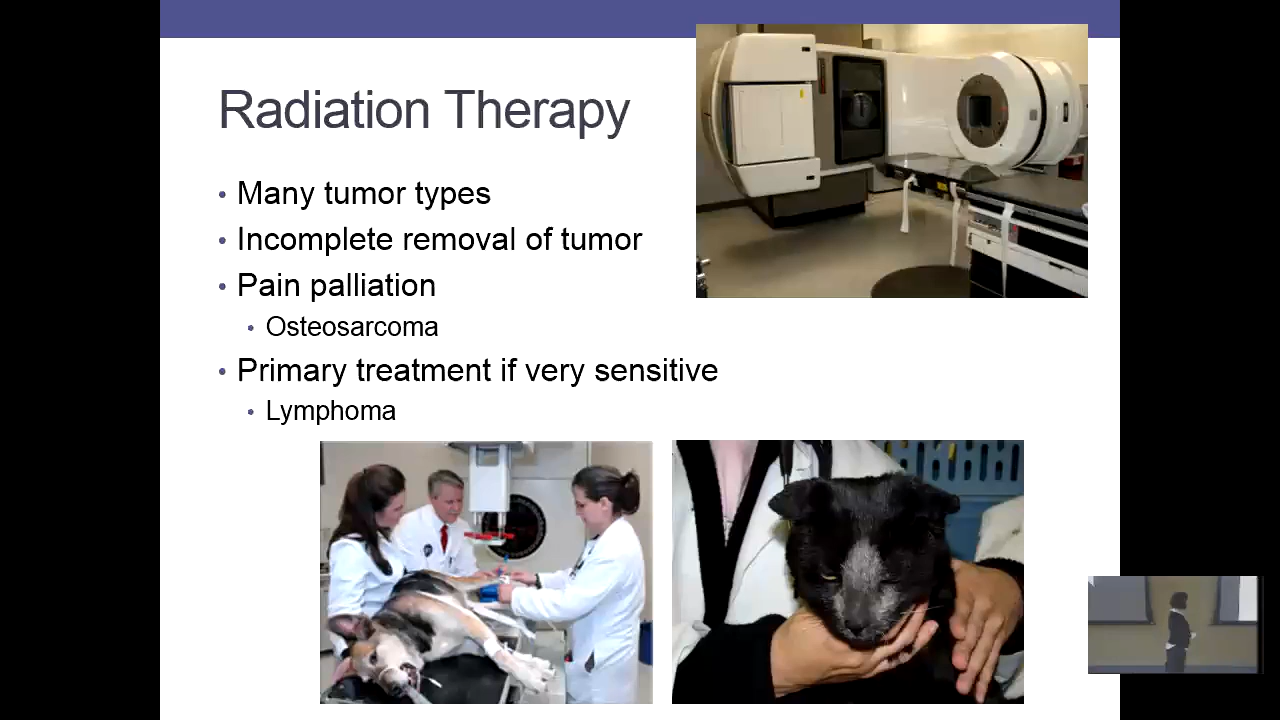 Radiation Therapy
• Many tumor types
• Incomplete removal of tumor
• Pain palliation
• Osteosarcoma
• Primary treatment if very sensitive
• Lymphoma